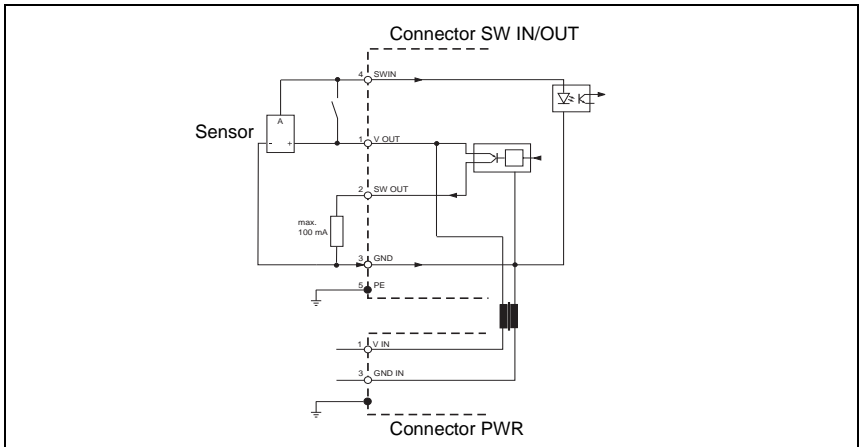 Connector SW IN/OUT
4 SWIN
A
Sensor
- +
1 V OUT
2 SW OUT
max.
100 mA
3 GND
5 PE
1 V IN
3 GND IN
Connector PWR